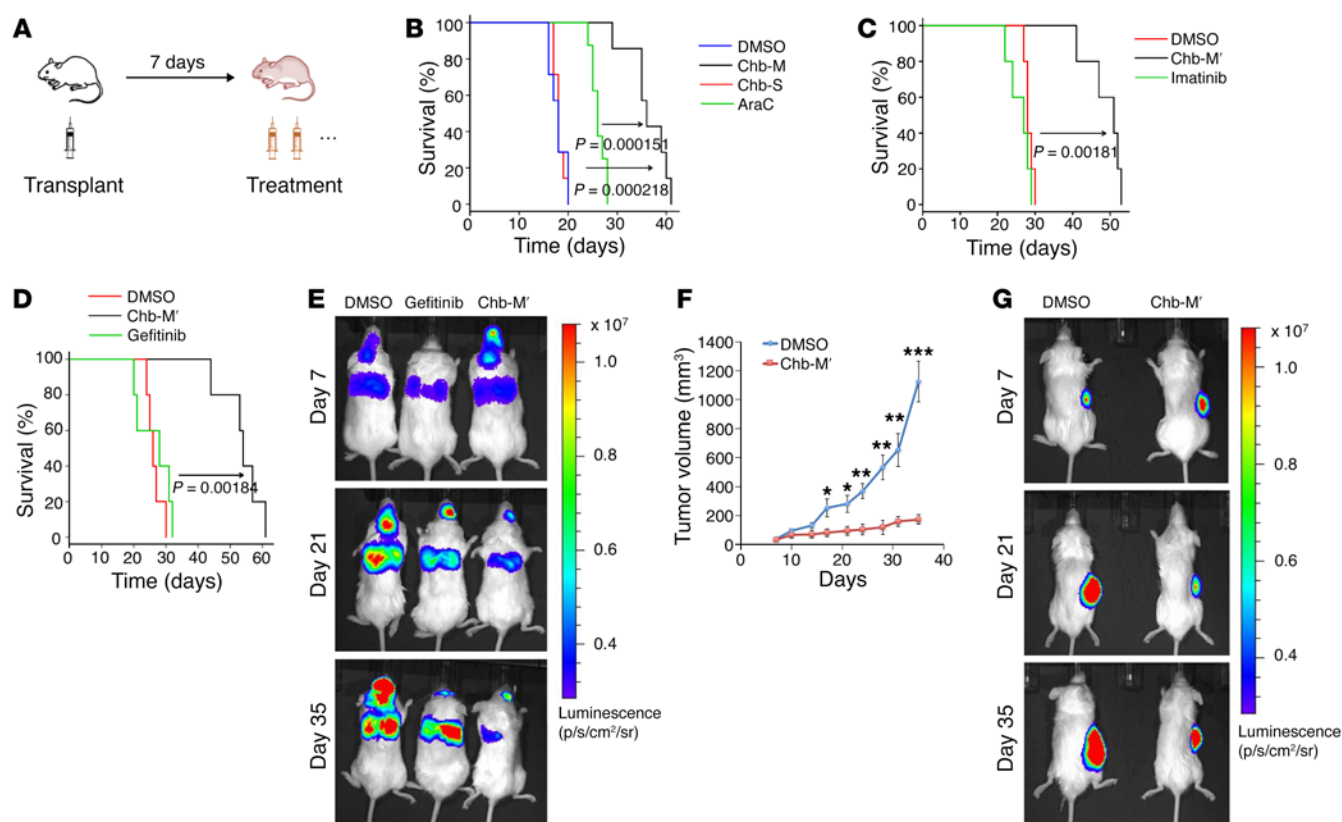 A
7 days
Transplant
Treatment
...
B
Survival (%)
100
80
60
40
20
0
0 10 20 30 40
Time (days)
DMSO
Chb-M
Chb-S
AraC
P = 0.000151
P = 0.000218
C
Survival (%)
100
80
60
40
20
0
0 10 20 30 40 50
Time (days)
DMSO
Chb-M′
Imatinib
P = 0.00181
D
DMSO
Chb-M′
Gefitinib
Survival (%)
100
80
60
40
20
0
0 10 20 30 40 50 60
Time (days)
P = 0.00184
E
DMSO Gefitinib Chb-M′
Day 7
Day 21
Day 35
x 10⁷
1.0
0.8
0.6
0.4
Luminescence
(p/s/cm²/sr)
F
DMSO
Chb-M′
Tumor volume (mm³)
1400
1200
1000
800
600
400
200
0
0 10 20 30 40
Days
* * ** ** ** ***
G
DMSO Chb-M′
Day 7
Day 21
Day 35
x 10⁷
1.0
0.8
0.6
0.4
Luminescence
(p/s/cm²/sr)